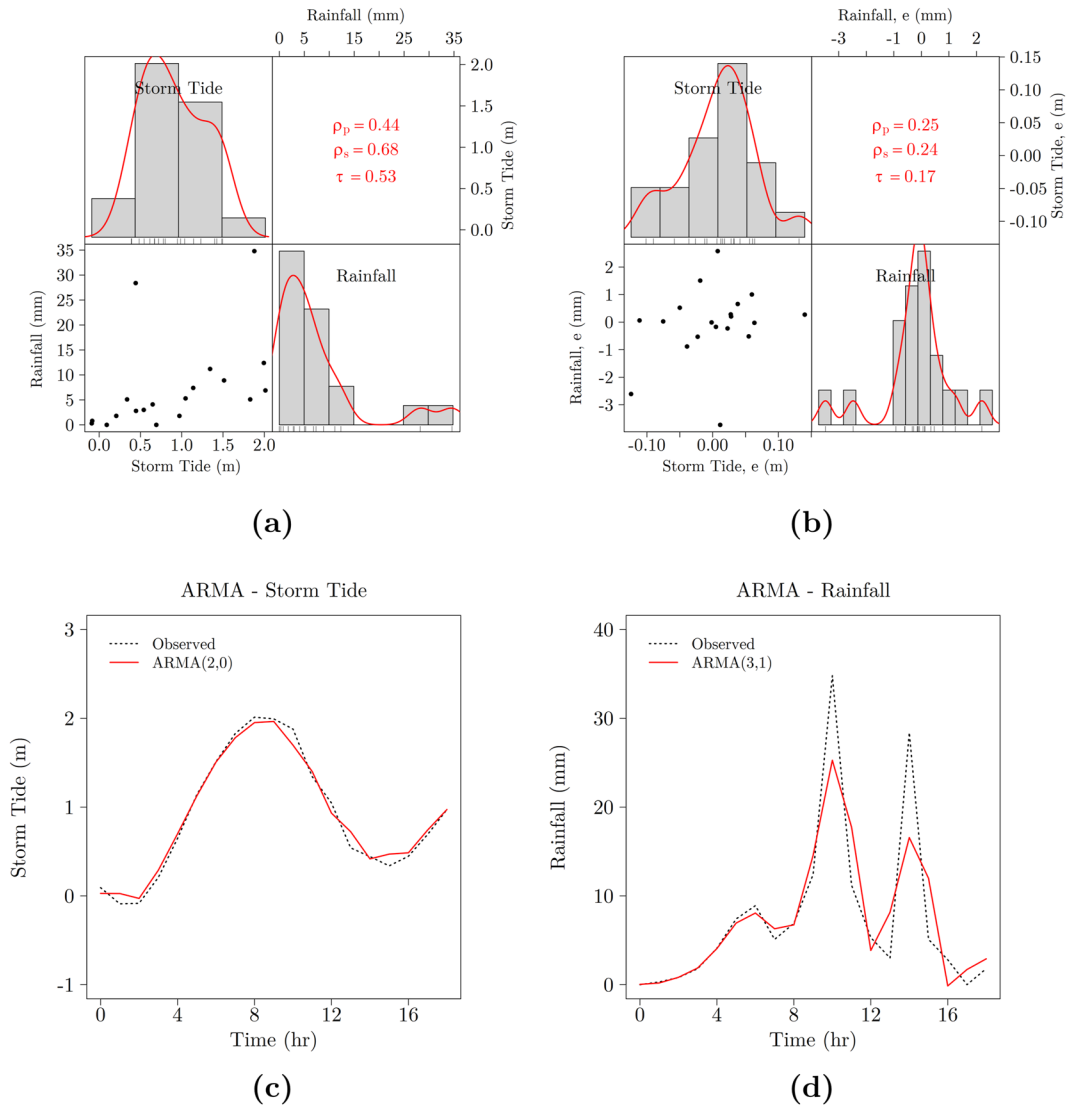 Rainfall (mm)
0 5 15 25 35
Storm Tide
ρp = 0.44
ρs = 0.68
τ = 0.53
2.0
1.5
1.0
0.5
0.0
Storm Tide (m)
35
30
25
20
15
10
5
0
Rainfall (mm)
Rainfall
0.0 0.5 1.0 1.5 2.0
Storm Tide (m)
(a)
Rainfall, e (mm)
-3 -1 0 1 2
Storm Tide
ρp = 0.25
ρs = 0.24
τ = 0.17
0.15
0.10
0.05
0.00
-0.05
-0.10
Storm Tide, e (m)
2
1
0
-1
-2
-3
Rainfall, e (mm)
Rainfall
-0.10 0.00 0.10
Storm Tide, e (m)
(b)
ARMA - Storm Tide
Observed
ARMA(2,0)
3
2
1
0
-1
Storm Tide (m)
0 4 8 12 16
Time (hr)
(c)
ARMA - Rainfall
Observed
ARMA(3,1)
40
30
20
10
0
Rainfall (mm)
0 4 8 12 16
Time (hr)
(d)